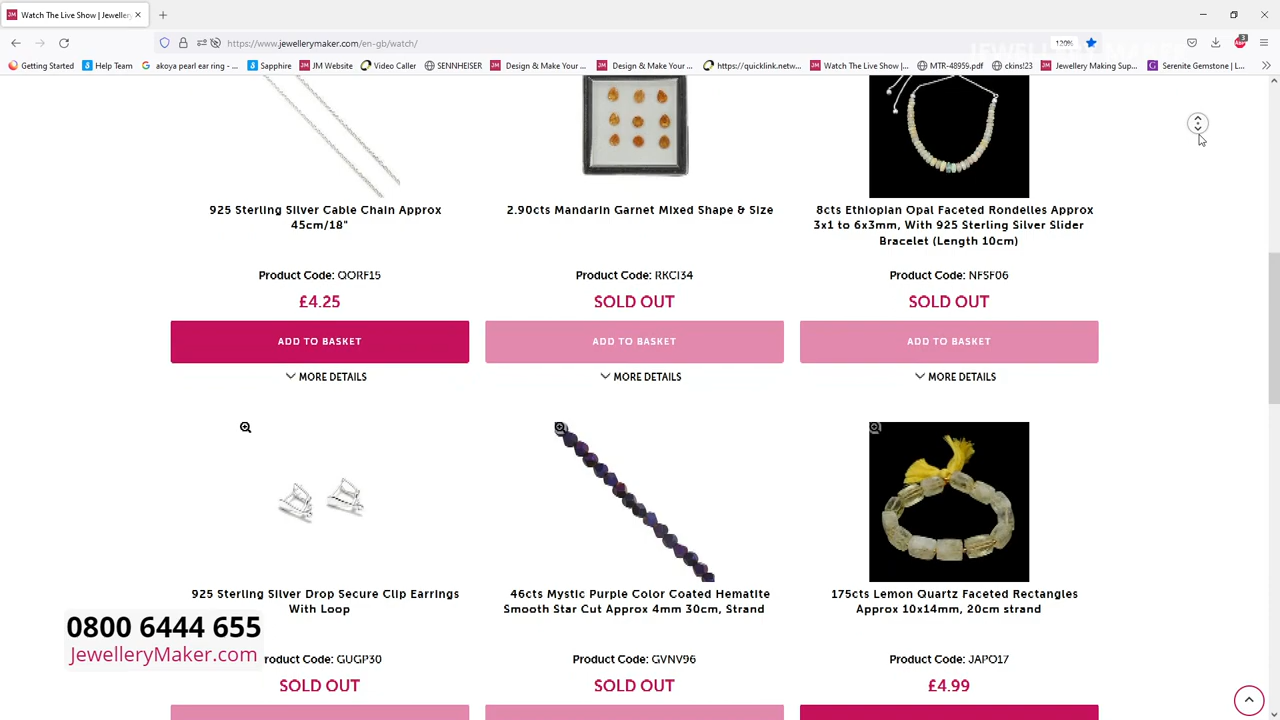 Watch The Live Show | Jeweller
https://www.jewellerymaker.com/en-gb/watch/
120%
3
JEWELLERY MAKER
Getting Started
Help Team
akoya pearl ear ring - ...
Sapphire
JM Website
Video Caller
SENNHEISER
Design & Make Your ...
Design & Make Your ...
https://quicklink.netw...
Watch The Live Show |...
MTR-48959.pdf
ckins!23
Jewellery Making Sup...
Serenite Gemstone | L...
925 Sterling Silver Cable Chain Approx
45cm/18"
2.90cts Mandarin Garnet Mixed Shape & Size
8cts Ethiopian Opal Faceted Rondelles Approx
3x1 to 6x3mm, With 925 Sterling Silver Slider
Bracelet (Length 10cm)
Product Code: QORF15
Product Code: RKCI34
Product Code: NFSF06
£4.25
SOLD OUT
SOLD OUT
ADD TO BASKET
ADD TO BASKET
ADD TO BASKET
MORE DETAILS
MORE DETAILS
MORE DETAILS
925 Sterling Silver Drop Secure Clip Earrings
With Loop
46cts Mystic Purple Color Coated Hematite
Smooth Star Cut Approx 4mm 30cm, Strand
175cts Lemon Quartz Faceted Rectangles
Approx 10x14mm, 20cm strand
0800 6444 655
JewelleryMaker.com
roduct Code: GUGP30
Product Code: GVNV96
Product Code: JAPO17
SOLD OUT
SOLD OUT
£4.99